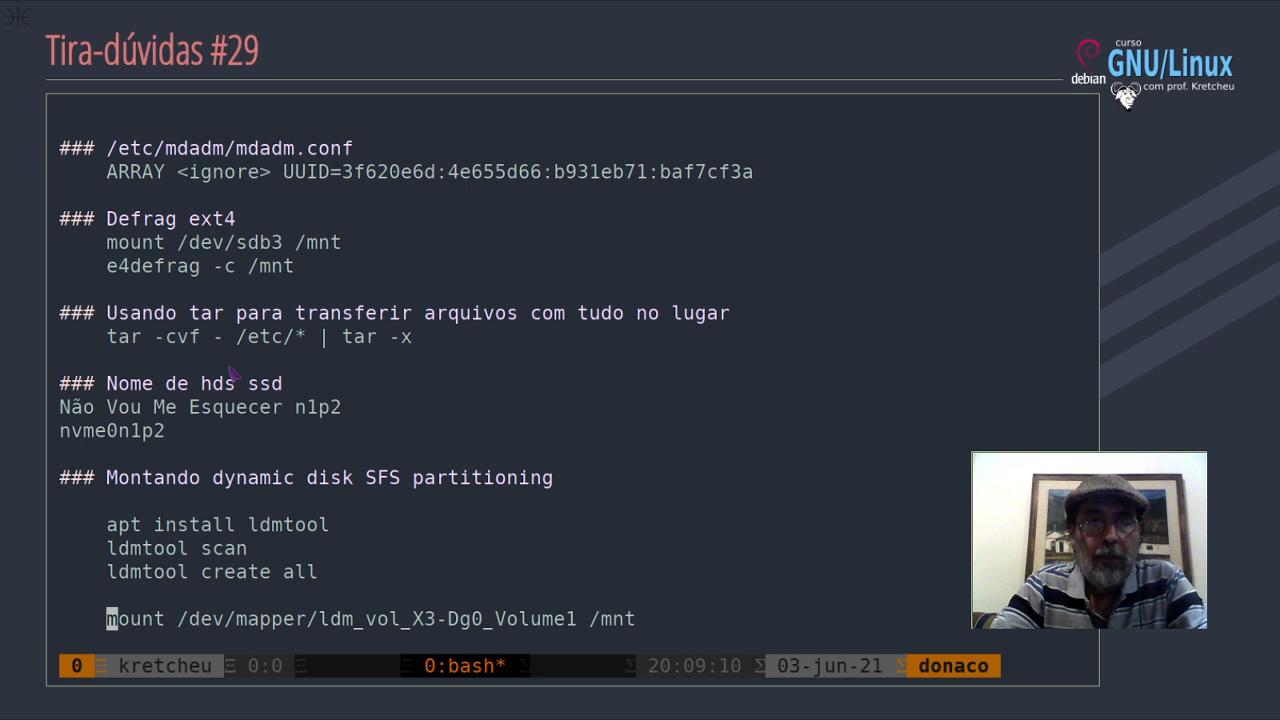 Tira-dúvidas #29
curso
GNU/Linux
debian
com prof. Kretcheu
### /etc/mdadm/mdadm.conf
ARRAY <ignore> UUID=3f620e6d:4e655d66:b931eb71:baf7cf3a
### Defrag ext4
mount /dev/sdb3 /mnt
e4defrag -c /mnt
### Usando tar para transferir arquivos com tudo no lugar
tar -cvf - /etc/* | tar -x
### Nome de hds ssd
Não Vou Me Esquecer n1p2
nvme0n1p2
### Montando dynamic disk SFS partitioning
apt install ldmtool
ldmtool scan
ldmtool create all
mount /dev/mapper/ldm_vol_X3-Dg0_Volume1 /mnt
0 Ξ kretcheu Ξ 0:0 Ξ Ξ 0:bash* Σ Σ 20:09:10 Σ 03-jun-21 Σ donaco